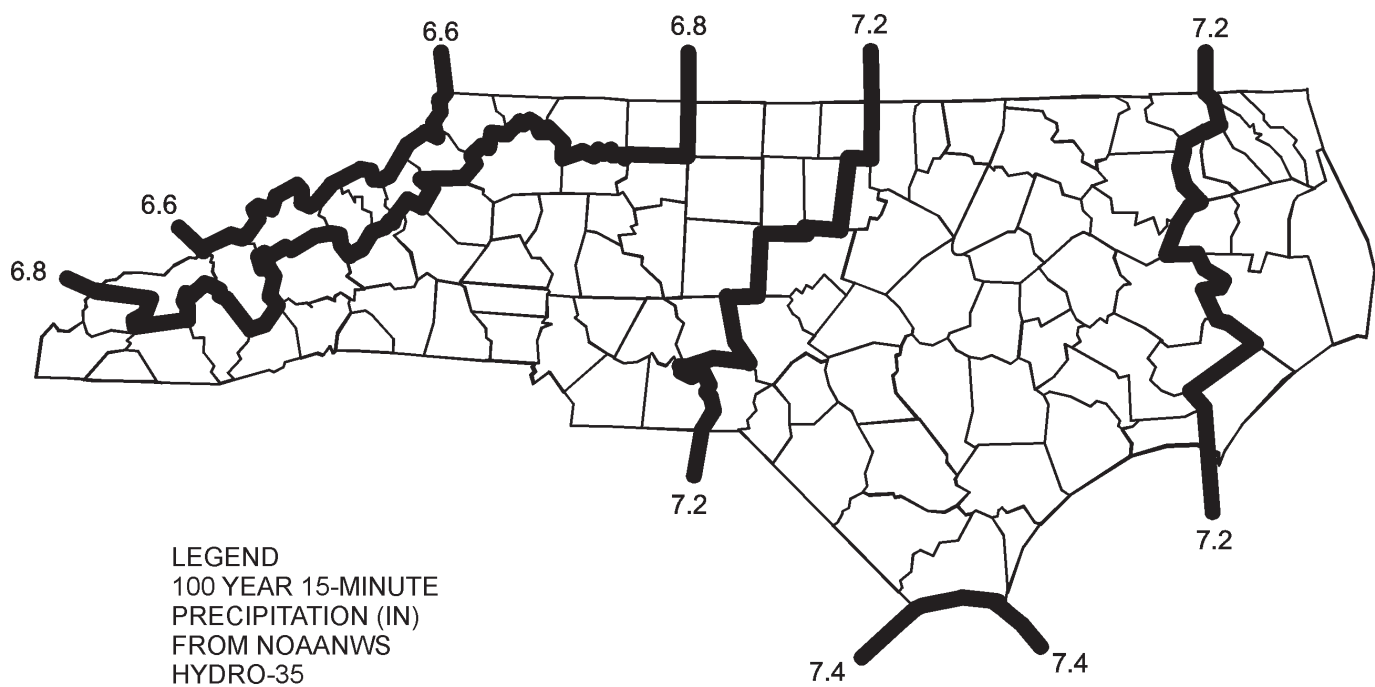 6.6
6.8
7.2
7.2
6.6
6.8
7.2
7.2
7.4
7.4
LEGEND
100 YEAR 15-MINUTE
PRECIPITATION (IN)
FROM NOAANWS
HYDRO-35